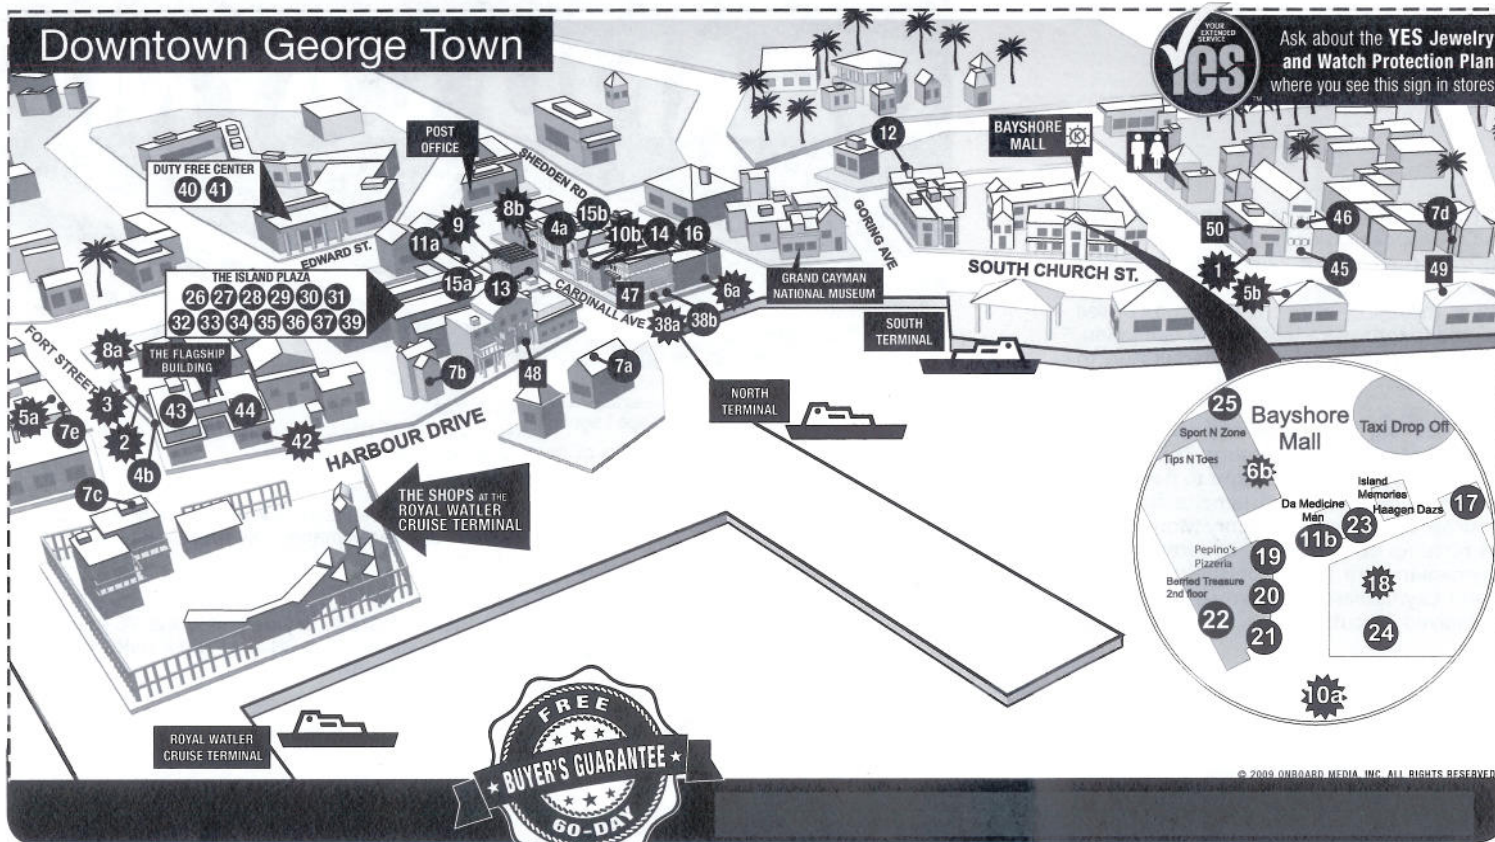 Downtown George Town
YOUR
EXTENDED
SERVICE
Yes
TM
Ask about the YES Jewelry
and Watch Protection Plan
where you see this sign in stores
POST
OFFICE
SHEDDEN RD.
DUTY FREE CENTER
40 41
EDWARD ST.
12
BAYSHORE
MALL
K
GORING AVE
SOUTH CHURCH ST.
50
46
7d
1
45
5b
49
9
8b
15b
4a
10b
14
16
11a
15a
13
CARDINALL AVE
47
38a
38b
6a
GRAND CAYMAN
NATIONAL MUSEUM
THE ISLAND PLAZA
26 27 28 29 30 31
32 33 34 35 36 37 39
SOUTH
TERMINAL
FORT STREET
8a
THE FLAGSHIP
BUILDING
7b
48
7a
NORTH
TERMINAL
5a
7e
3
2
43
44
42
4b
HARBOUR DRIVE
7c
THE SHOPS AT THE
ROYAL WATLER
CRUISE TERMINAL
25
Sport N Zone
Bayshore
Mall
Taxi Drop Off
Tips N Toes
6b
Island
Memories
Da Medicine
Man
Haagen Dazs
17
11b
23
Pepino's
Pizzeria
19
Berried Treasure
2nd floor
20
18
22
21
24
10a
ROYAL WATLER
CRUISE TERMINAL
FREE
BUYER'S GUARANTEE
60-DAY
© 2009 ONBOARD MEDIA, INC. ALL RIGHTS RESERVED